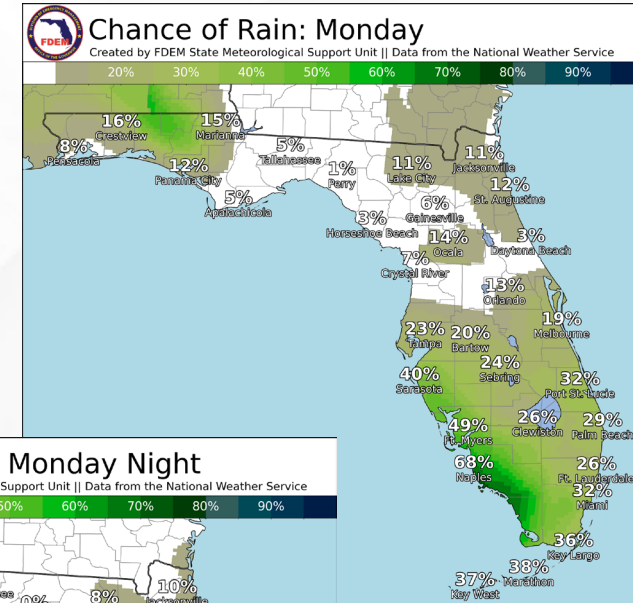 FDEM
Chance of Rain: Monday
Created by FDEM State Meteorological Support Unit || Data from the National Weather Service
20% 30% 40% 50% 60% 70% 80% 90%
16%
Crestview
15%
Marianna
8%
Pensacola
12%
Panama City
5%
Tallahassee
5%
Apalachicola
1%
Perry
11%
Lake City
11%
Jacksonville
12%
St. Augustine
6%
Gainesville
3%
Horseshoe Beach
14%
Ocala
3%
Daytona Beach
7%
Crystal River
13%
Orlando
19%
Melbourne
23%
Tampa
20%
Bartow
24%
Sebring
40%
Sarasota
32%
Port St. Lucie
49%
Ft. Myers
26%
Clewiston
29%
Palm Beach
68%
Naples
26%
Ft. Lauderdale
32%
Miami
36%
Key Largo
38%
Marathon
37%
Key West
Monday Night
Support Unit || Data from the National Weather Service
50% 60% 70% 80% 90%
10%
Jacksonville
8%
0%